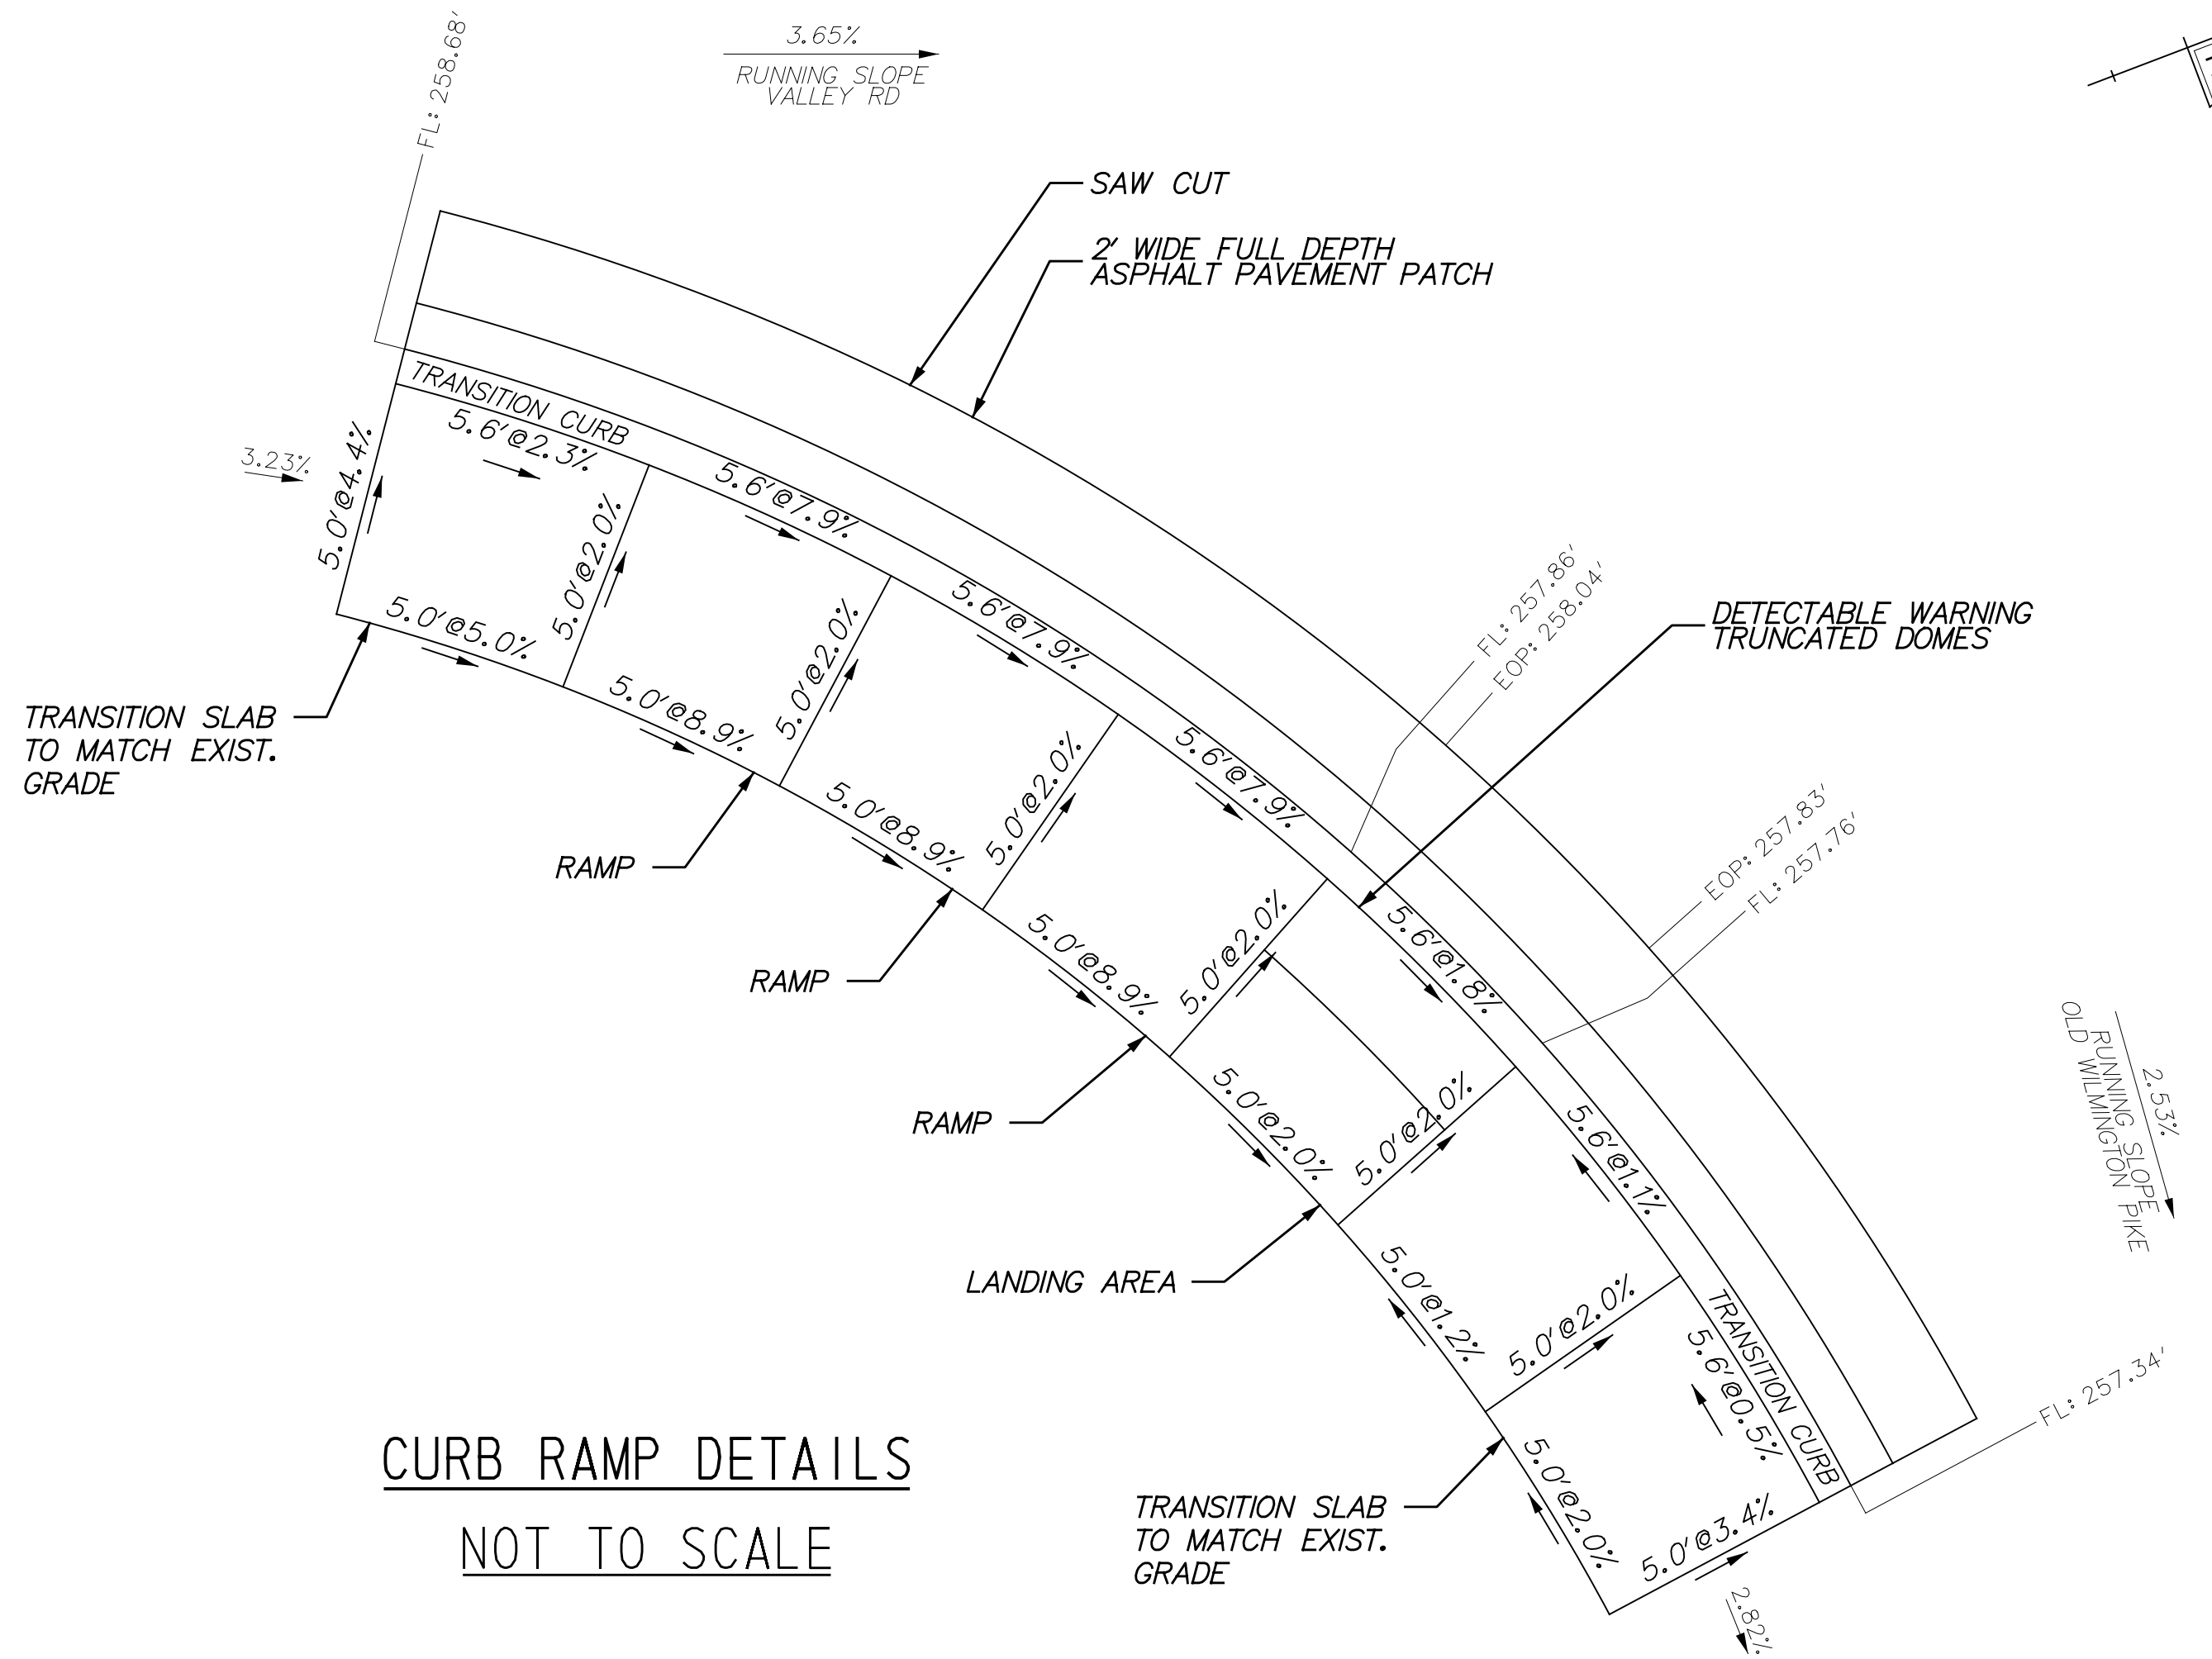 FL: 258.68'
3.65%
RUNNING SLOPE
VALLEY RD
SAW CUT
2' WIDE FULL DEPTH
ASPHALT PAVEMENT PATCH
TRANSITION CURB
5.6'@2.3%
3.23%
5.0'@4.4%
5.6'@7.9%
5.0'@2.0%
5.0'@5.0%
5.6'@7.9%
FL: 257.86'
EOP: 258.04'
DETECTABLE WARNING
TRUNCATED DOMES
5.0'@2.0%
5.0'@8.9%
TRANSITION SLAB
TO MATCH EXIST.
GRADE
5.6'@7.9%
5.0'@2.0%
5.0'@8.9%
RAMP
EOP: 257.83'
FL: 257.76'
5.6'@1.8%
5.0'@2.0%
5.0'@8.9%
RAMP
5.0'@2.0%
5.0'@2.0%
RAMP
5.6'@1.1%
2.53%
RUNNING SLOPE
OLD WILMINGTON PIKE
LANDING AREA
5.0'@1.2%
5.0'@2.0%
TRANSITION CURB
5.6'@0.5%
FL: 257.34'
CURB RAMP DETAILS
NOT TO SCALE
TRANSITION SLAB
TO MATCH EXIST.
GRADE
5.0'@2.0%
5.0'@3.4%
2.82%